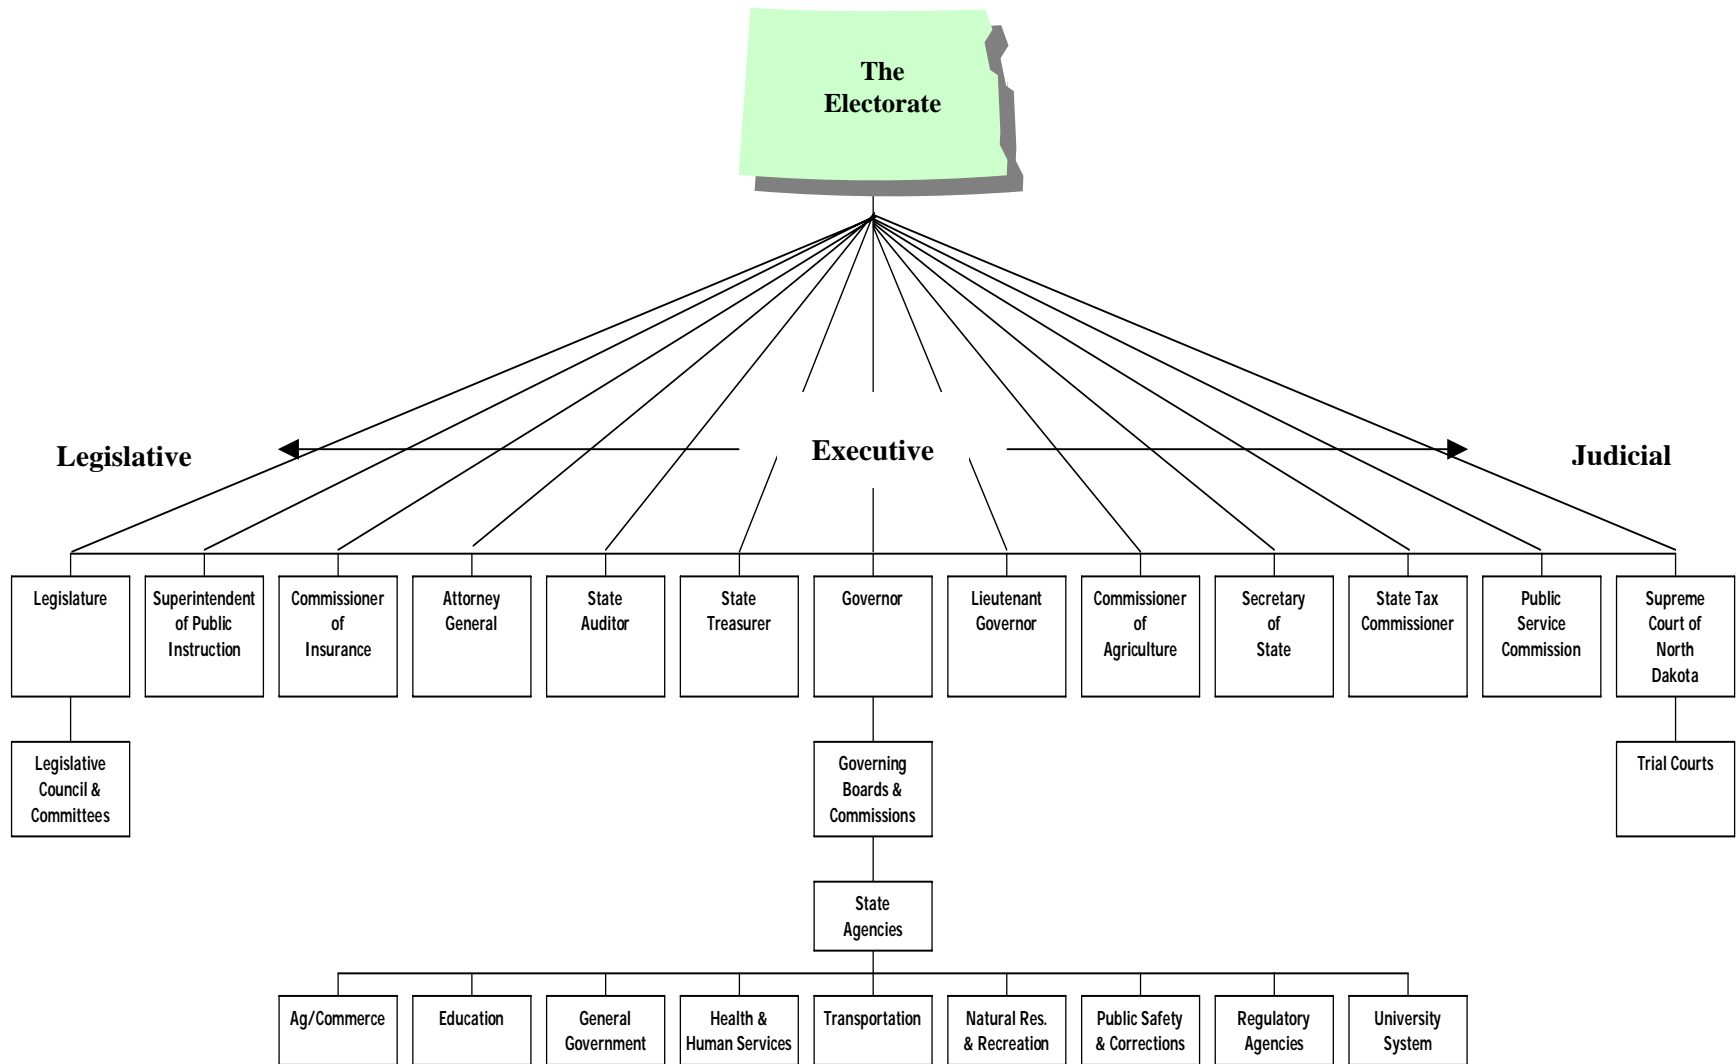 The
Electorate
Legislative
Executive
Judicial
Legislature
Superintendent
of Public
Instruction
Commissioner
of
Insurance
Attorney
General
State
Auditor
State
Treasurer
Governor
Lieutenant
Governor
Commissioner
of
Agriculture
Secretary
of
State
State Tax
Commissioner
Public
Service
Commission
Supreme
Court of
North
Dakota
Legislative
Council &
Committees
Governing
Boards &
Commissions
Trial Courts
State
Agencies
Ag/Commerce
Education
General
Government
Health &
Human Services
Transportation
Natural Res.
& Recreation
Public Safety
& Corrections
Regulatory
Agencies
University
System